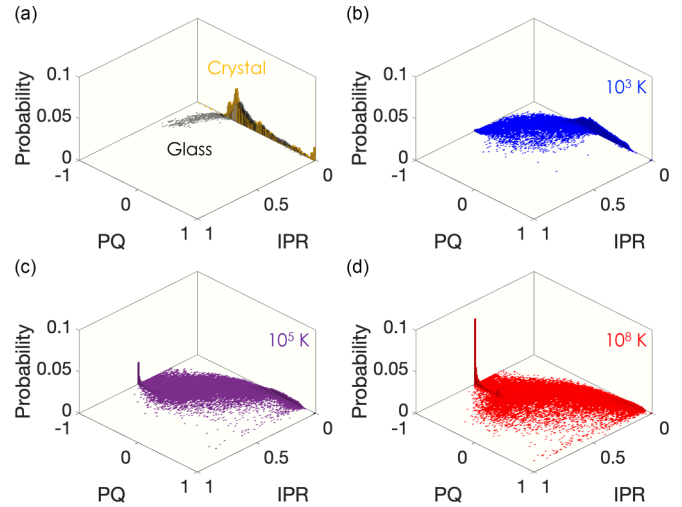 (a)
Crystal
Glass
Probability
0.1
0.05
0
-1
0
1
PQ
1
0.5
0
IPR
(b)
10³ K
Probability
0.1
0.05
0
-1
0
1
PQ
1
0.5
0
IPR
(c)
10⁵ K
Probability
0.1
0.05
0
-1
0
1
PQ
1
0.5
0
IPR
(d)
10⁸ K
Probability
0.1
0.05
0
-1
0
1
PQ
1
0.5
0
IPR